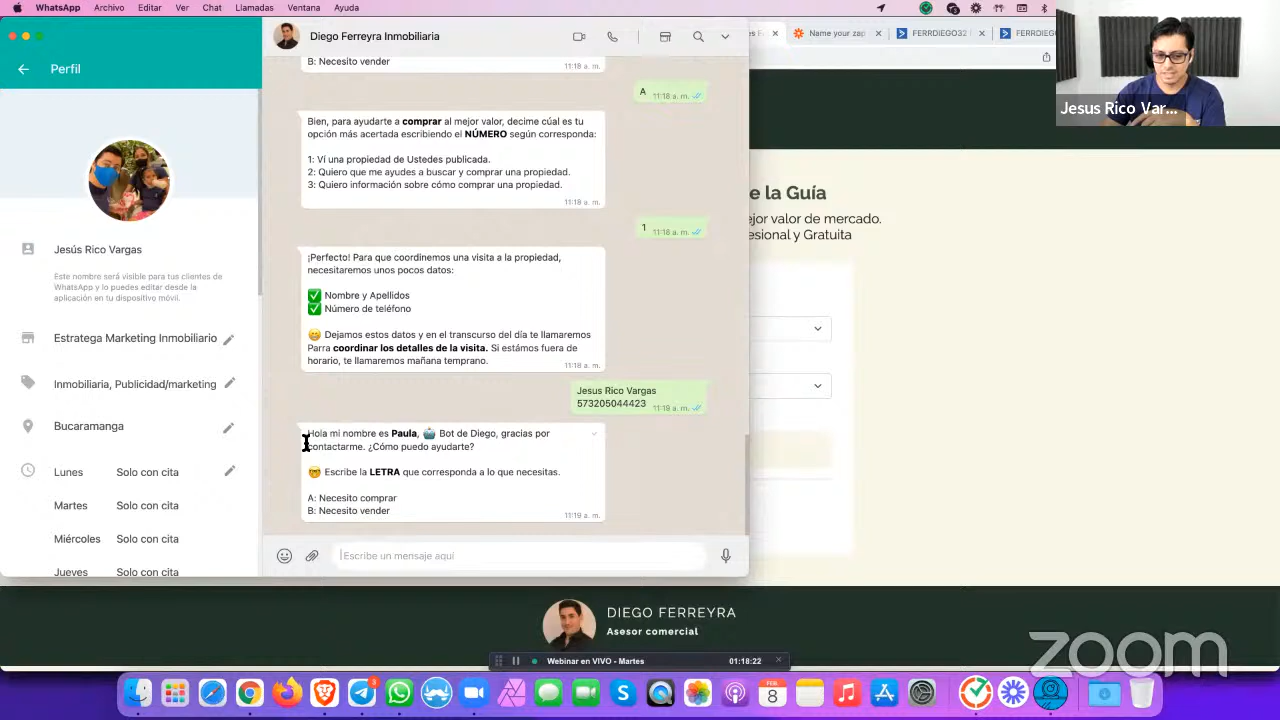 WhatsApp Archivo Editar Ver Chat Llamadas Ventana Ayuda
Perfil
Jesús Rico Vargas
Este nombre será visible para tus clientes de
WhatsApp y lo puedes editar desde la
aplicación en tu dispositivo móvil.
Estratega Marketing Inmobiliario
Inmobiliaria, Publicidad/marketing
Bucaramanga
Lunes Solo con cita
Martes Solo con cita
Miércoles Solo con cita
Jueves Solo con cita
Diego Ferreyra Inmobiliaria
B: Necesito vender
11:18 a. m.
A 11:18 a. m.
Bien, para ayudarte a comprar al mejor valor, decime cúal es tu
opción más acertada escribiendo el NÚMERO según corresponda:
1: Ví una propiedad de Ustedes publicada.
2: Quiero que me ayudes a buscar y comprar una propiedad.
3: Quiero información sobre cómo comprar una propiedad.
11:18 a. m.
1 11:18 a. m.
¡Perfecto! Para que coordinemos una visita a la propiedad,
necesitaremos unos pocos datos:
✅ Nombre y Apellidos
✅ Número de teléfono
😄 Dejamos estos datos y en el transcurso del día te llamaremos
Parra coordinar los detalles de la visita. Si estámos fuera de
horario, te llamaremos mañana temprano.
11:18 a. m.
Jesus Rico Vargas
573205044423 11:19 a. m.
Hola mi nombre es Paula, 🤖 Bot de Diego, gracias por
contactarme. ¿Cómo puedo ayudarte?
🤓 Escribe la LETRA que corresponda a lo que necesitas.
A: Necesito comprar
B: Necesito vender
11:19 a. m.
Escribe un mensaje aquí
Name your zap
FERRDIEGO32
FERRDIEG
Jesus Rico Var...
e la Guía
jor valor de mercado.
esional y Gratuita
DIEGO FERREYRA
Asesor comercial
Webinar en VIVO - Martes 01:18:22
zoom
FEB.
8
3